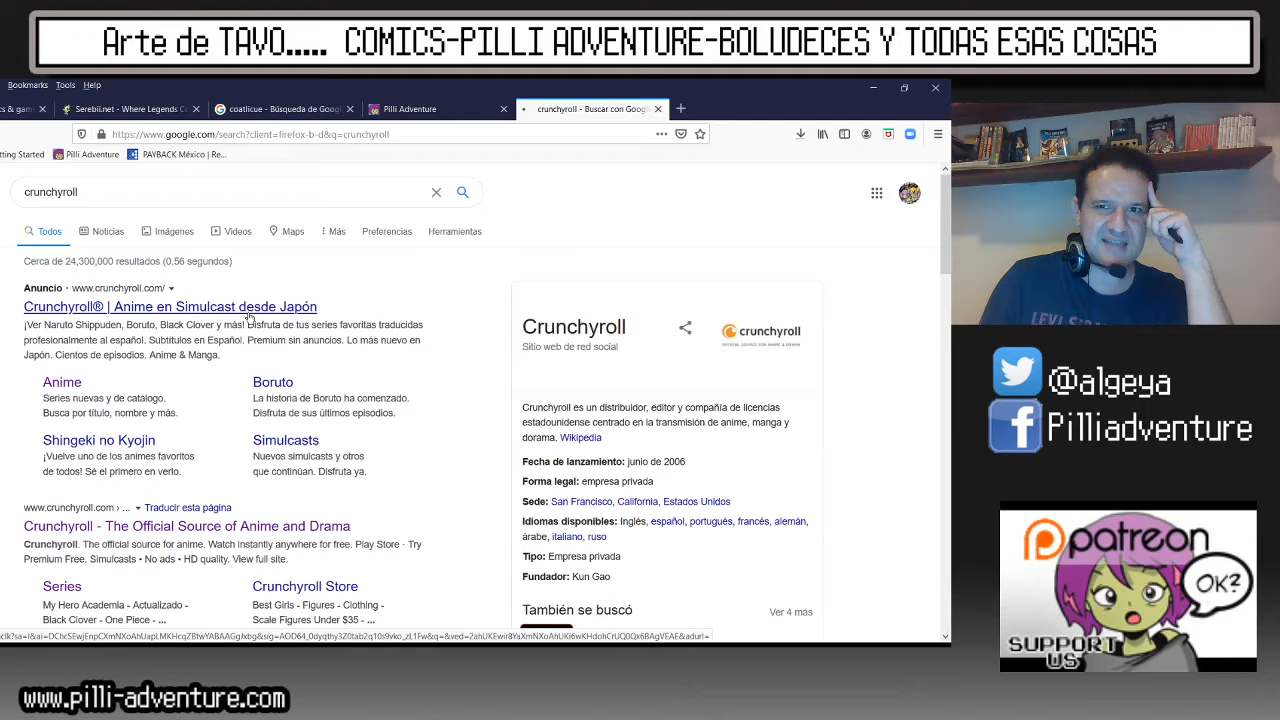 Arte de TAVO..... COMICS-PILLI ADVENTURE-BOLUDECES Y TODAS ESAS COSAS
Bookmarks Tools Help
Serebii.net - Where Legends Co
coatlicue - Búsqueda de Goog
Pilli Adventure
crunchyroll - Buscar con Google
https://www.google.com/search?client=firefox-b-d&q=crunchyroll
tting Started Pilli Adventure PAYBACK México | Re...
crunchyroll
Todos Noticias Imágenes Videos Maps Más Preferencias Herramientas
Cerca de 24,300,000 resultados (0.56 segundos)
Anuncio · www.crunchyroll.com/
Crunchyroll® | Anime en Simulcast desde Japón
¡Ver Naruto Shippuden, Boruto, Black Clover y más! Disfruta de tus series favoritas traducidas
profesionalmente al español. Subtítulos en Español. Premium sin anuncios. Lo más nuevo en
Japón. Cientos de episodios. Anime & Manga.
Anime
Series nuevas y de catálogo.
Busca por título, nombre y más.
Boruto
La historia de Boruto ha comenzado.
Disfruta de sus últimos episodios.
Shingeki no Kyojin
¡Vuelve uno de los animes favoritos
de todos! Sé el primero en verlo.
Simulcasts
Nuevos simulcasts y otros
que continúan. Disfruta ya.
www.crunchyroll.com › ... Traducir esta página
Crunchyroll - The Official Source of Anime and Drama
Crunchyroll. The official source for anime. Watch instantly anywhere for free. Play Store · Try
Premium Free. Simulcasts • No ads • HD quality. View full site.
Series
My Hero Academia - Actualizado -
Black Clover - One Piece - ...
Crunchyroll Store
Best Girls - Figures - Clothing -
Scale Figures Under $35 - ...
Crunchyroll
Sitio web de red social
crunchyroll
OFFICIAL SOURCE FOR ANIME & DRAMA
Crunchyroll es un distribuidor, editor y compañía de licencias
estadounidense centrado en la transmisión de anime, manga y
dorama. Wikipedia
Fecha de lanzamiento: junio de 2006
Forma legal: empresa privada
Sede: San Francisco, California, Estados Unidos
Idiomas disponibles: Inglés, español, portugués, francés, alemán,
árabe, italiano, ruso
Tipo: Empresa privada
Fundador: Kun Gao
También se buscó Ver 4 más
LEVI STR
@algeya
Pilliadventure
patreon
OK?
SUPPORT
US
www.pilli-adventure.com